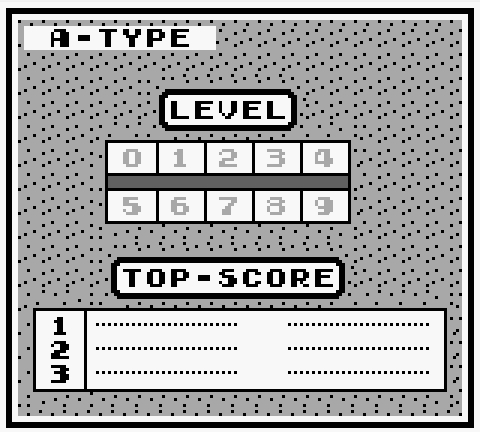 A-TYPE
LEVEL
0 1 2 3 4
5 6 7 8 9
TOP-SCORE
1
2
3